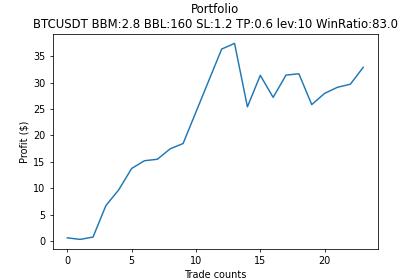 Portfolio
BTCUSDT BBM:2.8 BBL:160 SL:1.2 TP:0.6 lev:10 WinRatio:83.0
35
30
25
20
15
10
5
0
Profit ($)
0 5 10 15 20
Trade counts